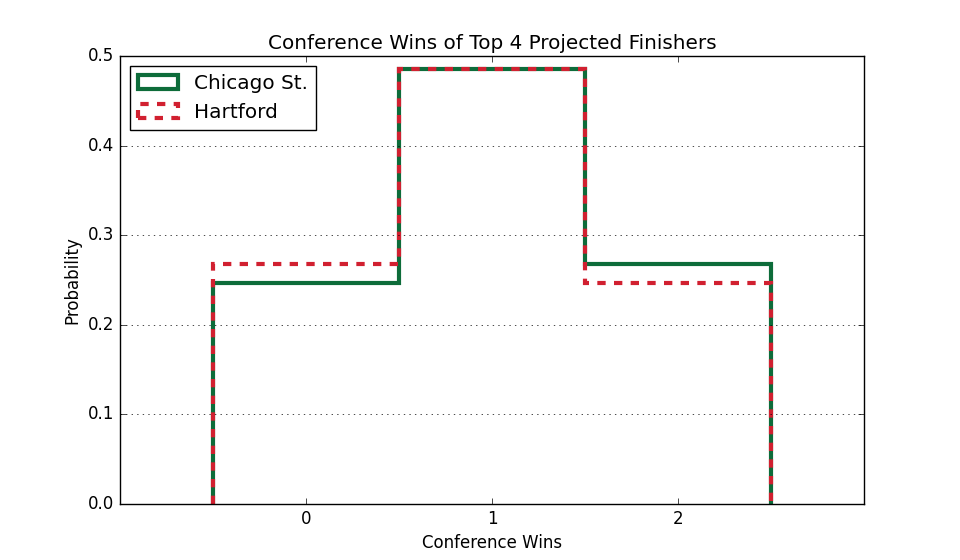 Conference Wins of Top 4 Projected Finishers
Chicago St.
Hartford
0.5
0.4
0.3
0.2
0.1
0.0
Probability
0 1 2
Conference Wins